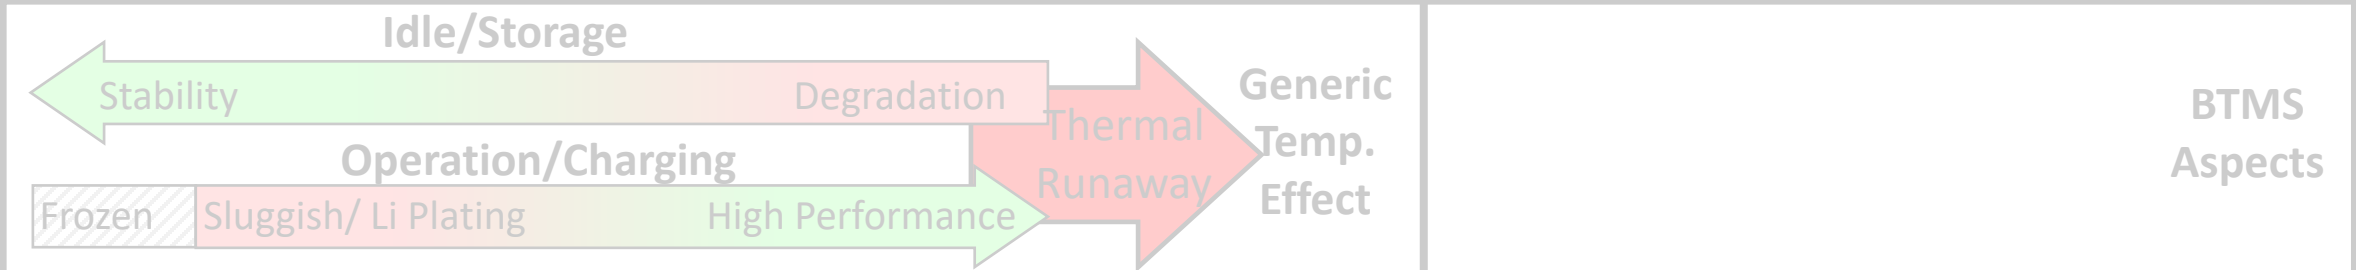 Idle/Storage
Stability
Degradation
Operation/Charging
Frozen
Sluggish/ Li Plating
High Performance
Thermal
Runaway
Generic
Temp.
Effect
BTMS
Aspects